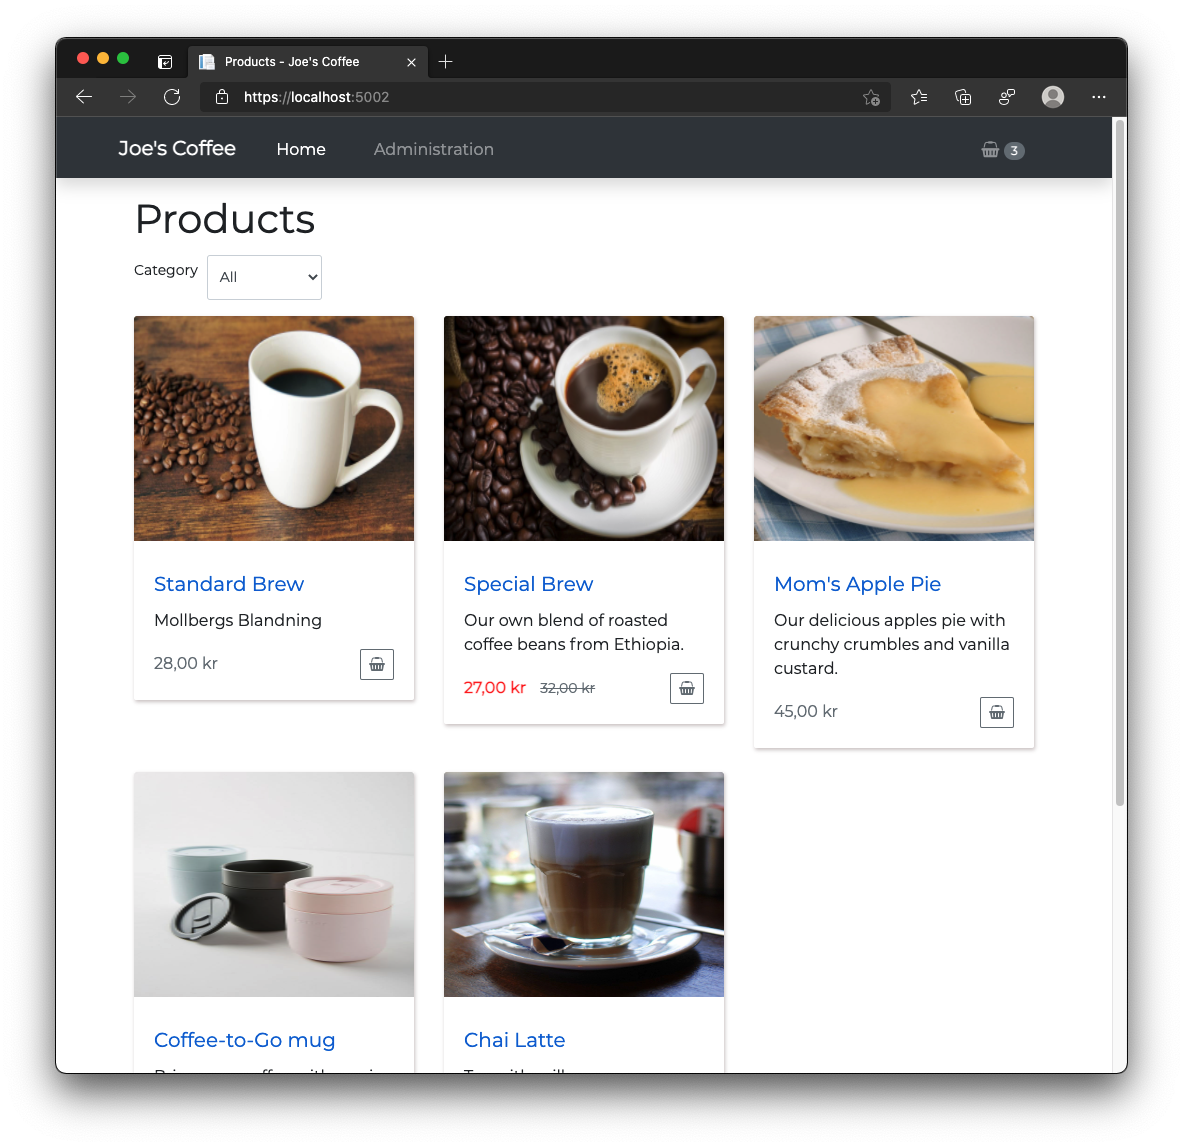 Products - Joe's Coffee
https://localhost:5002
Joe's Coffee Home Administration 3
Products
Category All
Standard Brew
Mollbergs Blandning
28,00 kr
Special Brew
Our own blend of roasted
coffee beans from Ethiopia.
27,00 kr 32,00 kr
Mom's Apple Pie
Our delicious apples pie with
crunchy crumbles and vanilla
custard.
45,00 kr
Coffee-to-Go mug
Chai Latte